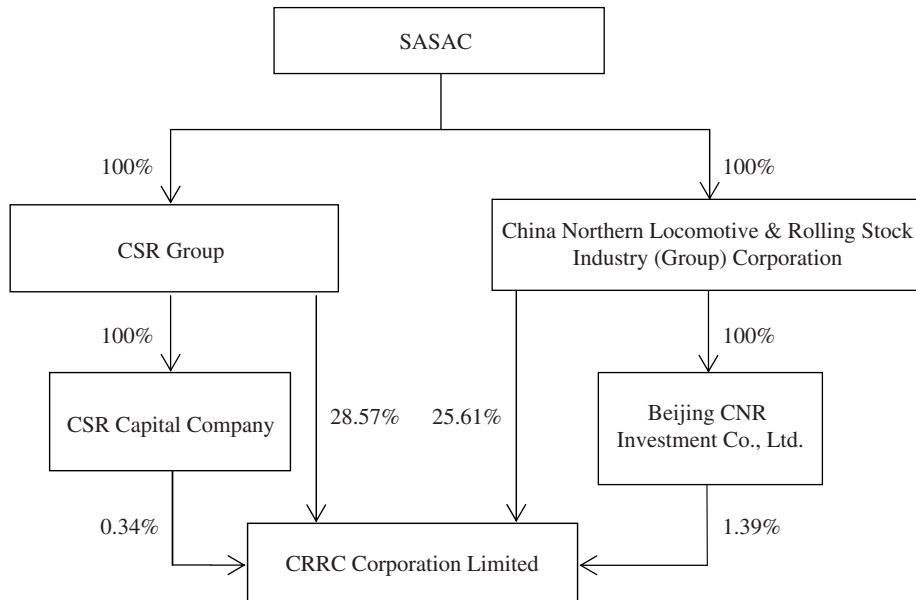 SASAC
100%
100%
CSR Group
China Northern Locomotive & Rolling Stock
Industry (Group) Corporation
100%
100%
CSR Capital Company
28.57%
25.61%
Beijing CNR
Investment Co., Ltd.
0.34%
1.39%
CRRC Corporation Limited